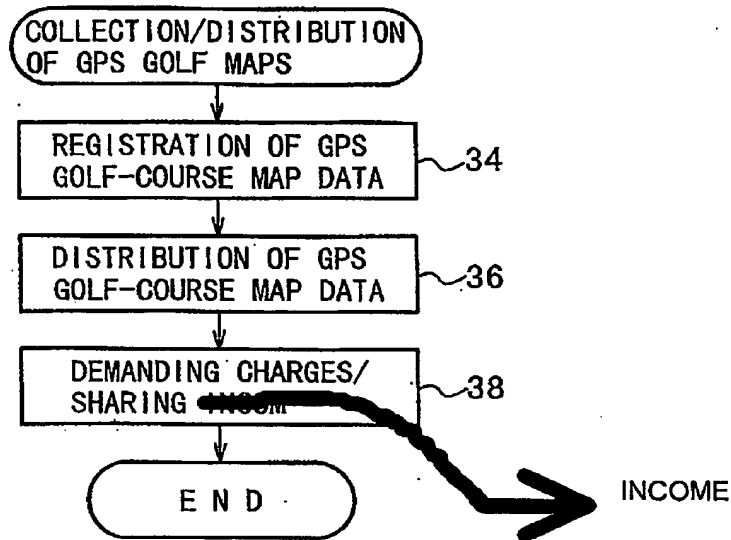 COLLECTION/DISTRIBUTION
OF GPS GOLF MAPS
REGISTRATION OF GPS
GOLF-COURSE MAP DATA
34
DISTRIBUTION OF GPS
GOLF-COURSE MAP DATA
36
DEMANDING CHARGES/
SHARING INCOM
38
END
INCOME